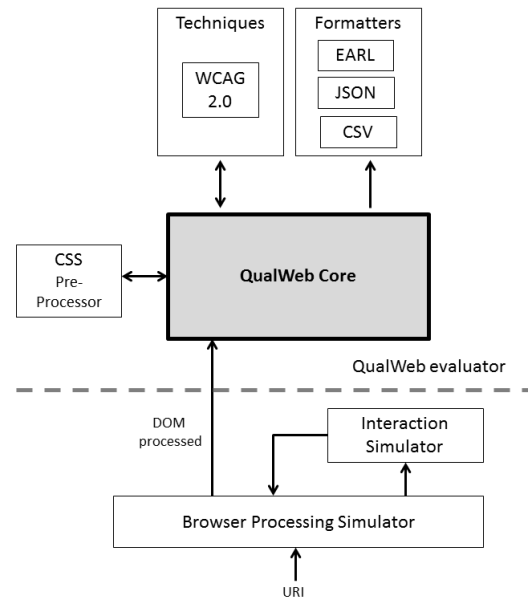 Techniques
WCAG
2.0
Formatters
EARL
JSON
CSV
CSS
Pre-
Processor
QualWeb Core
QualWeb evaluator
DOM
processed
Interaction
Simulator
Browser Processing Simulator
URI